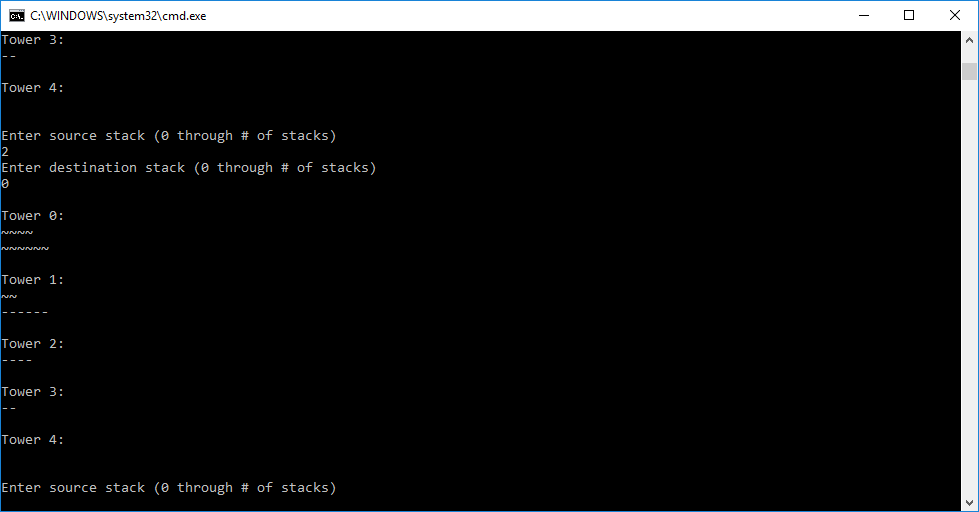 C:\WINDOWS\system32\cmd.exe
Tower 3:
--
Tower 4:
Enter source stack (0 through # of stacks)
2
Enter destination stack (0 through # of stacks)
0
Tower 0:
~~~~
~~~~~~
Tower 1:
~~
------
Tower 2:
----
Tower 3:
--
Tower 4:
Enter source stack (0 through # of stacks)